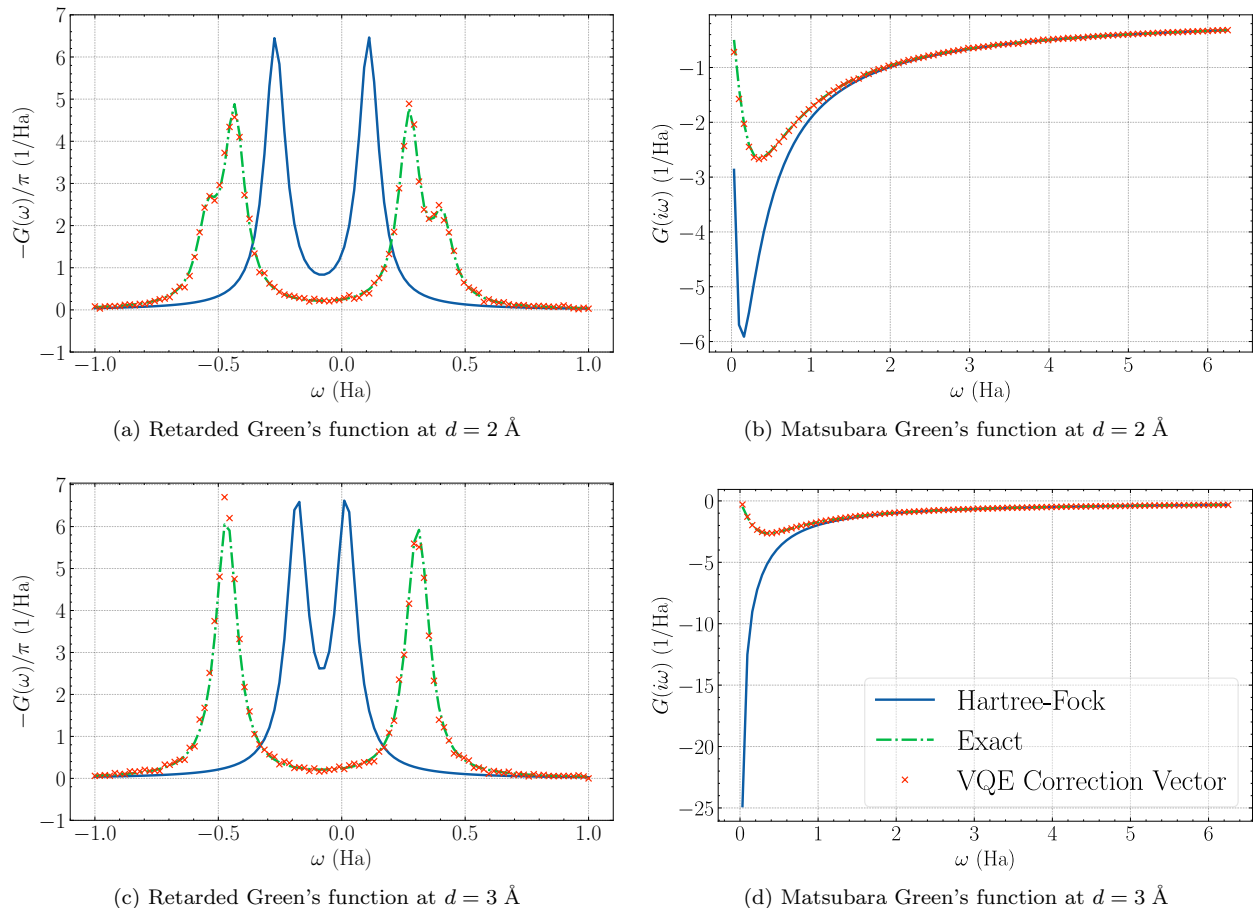 −G(ω)/π (1/Ha)
7
6
5
4
3
2
1
0
−1
−1.0 −0.5 0.0 0.5 1.0
ω (Ha)
(a) Retarded Green's function at d = 2 Å
G(iω) (1/Ha)
−1
−2
−3
−4
−5
−6
0 1 2 3 4 5 6
ω (Ha)
(b) Matsubara Green's function at d = 2 Å
−G(ω)/π (1/Ha)
7
6
5
4
3
2
1
0
−1
−1.0 −0.5 0.0 0.5 1.0
ω (Ha)
(c) Retarded Green's function at d = 3 Å
G(iω) (1/Ha)
0
−5
−10
−15
−20
−25
Hartree-Fock
Exact
VQE Correction Vector
0 1 2 3 4 5 6
ω (Ha)
(d) Matsubara Green's function at d = 3 Å